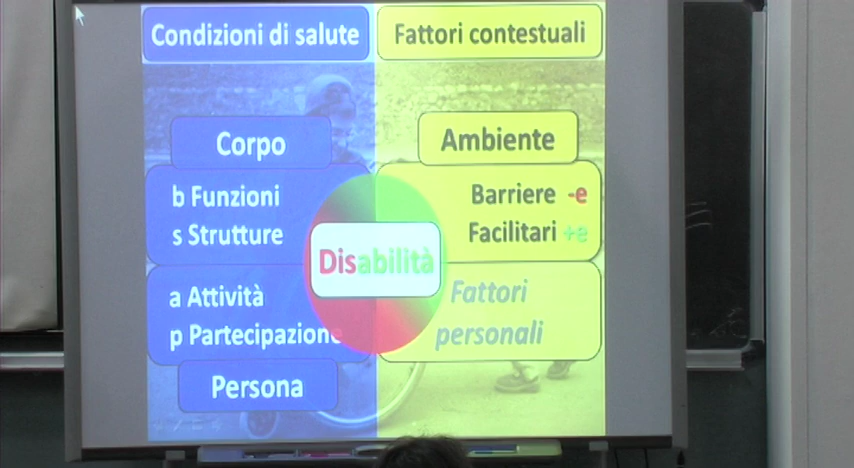 Condizioni di salute
Fattori contestuali
Corpo
b Funzioni
s Strutture
a Attività
p Partecipazione
Persona
Disabilità
Ambiente
Barriere -e
Facilitari +e
Fattori
personali